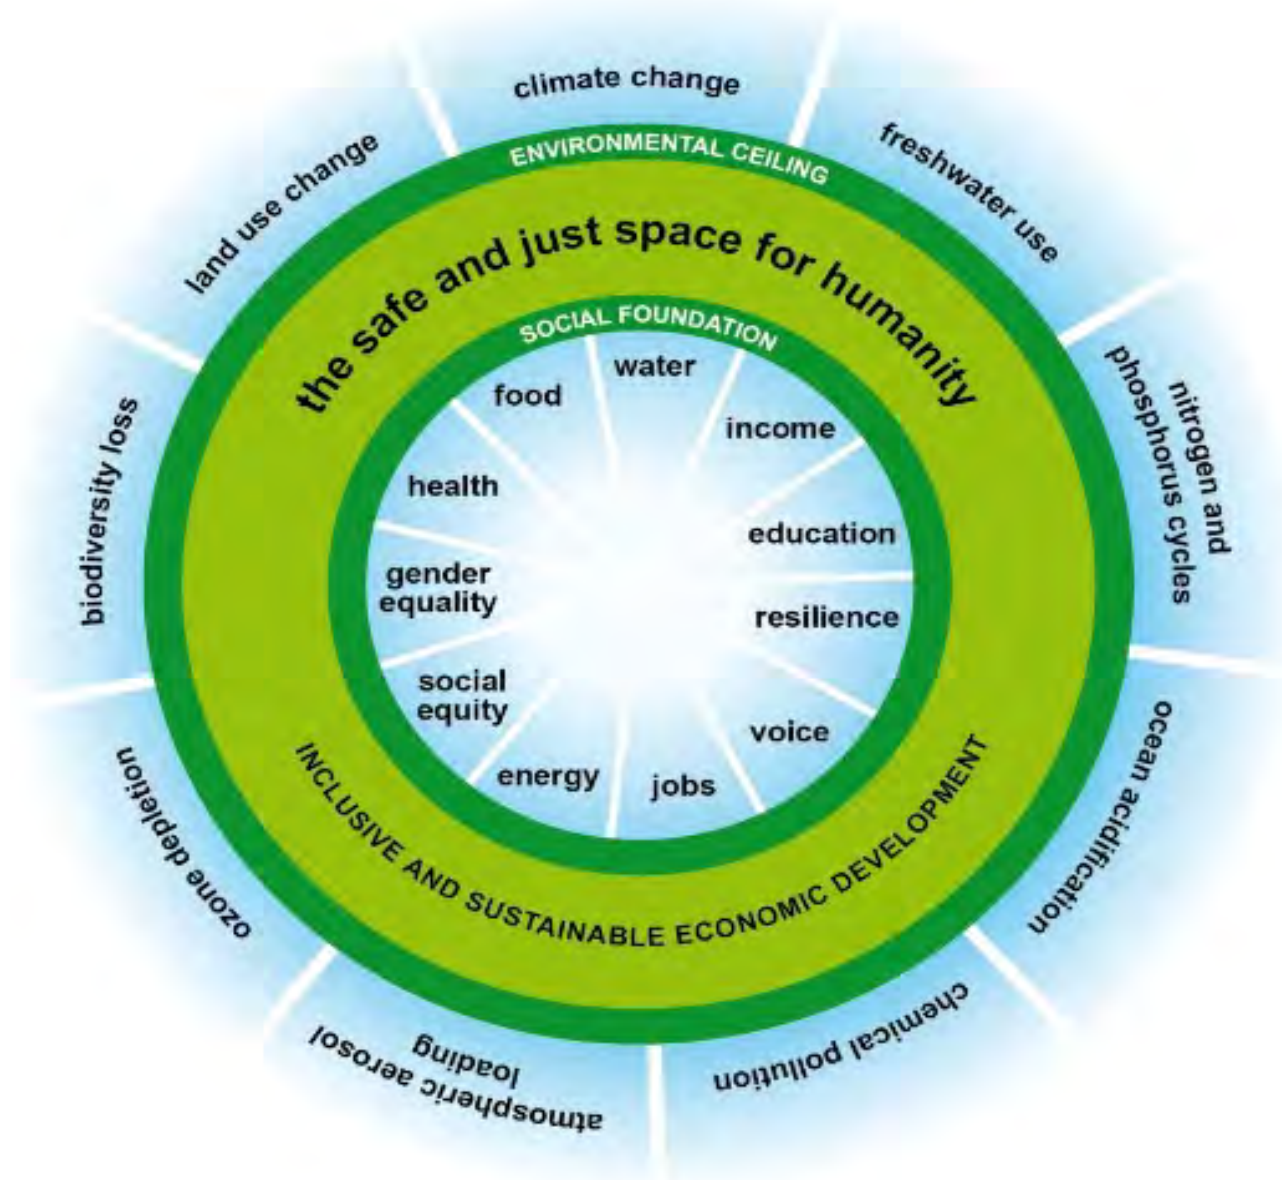 climate change
freshwater use
nitrogen and
phosphorus cycles
ocean acidification
chemical pollution
atmospheric aerosol
loading
ozone depletion
biodiversity loss
land use change
ENVIRONMENTAL CEILING
the safe and just space for humanity
SOCIAL FOUNDATION
water
income
education
resilience
voice
jobs
energy
social
equity
gender
equality
health
food
INCLUSIVE AND SUSTAINABLE ECONOMIC DEVELOPMENT